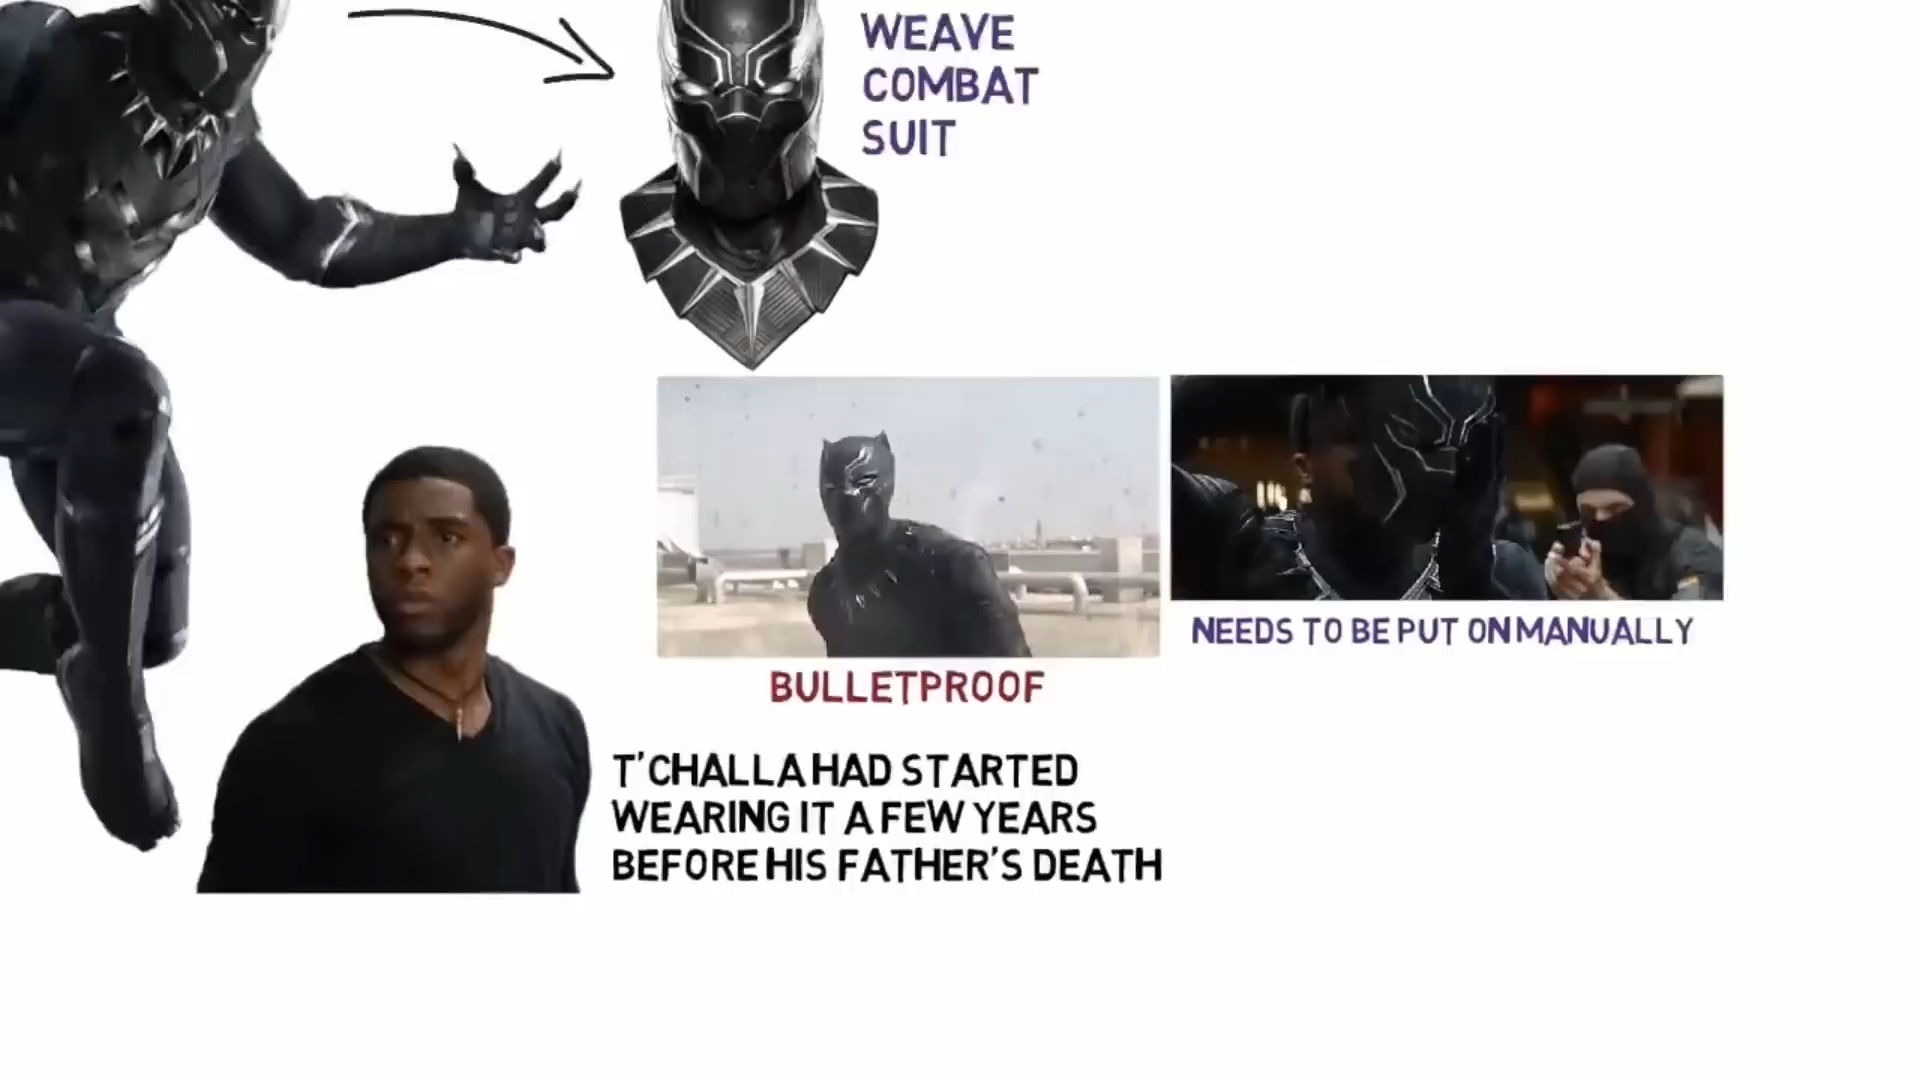 WEAVE
COMBAT
SUIT
BULLETPROOF
NEEDS TO BE PUT ON MANUALLY
T'CHALLA HAD STARTED
WEARING IT A FEW YEARS
BEFORE HIS FATHER'S DEATH